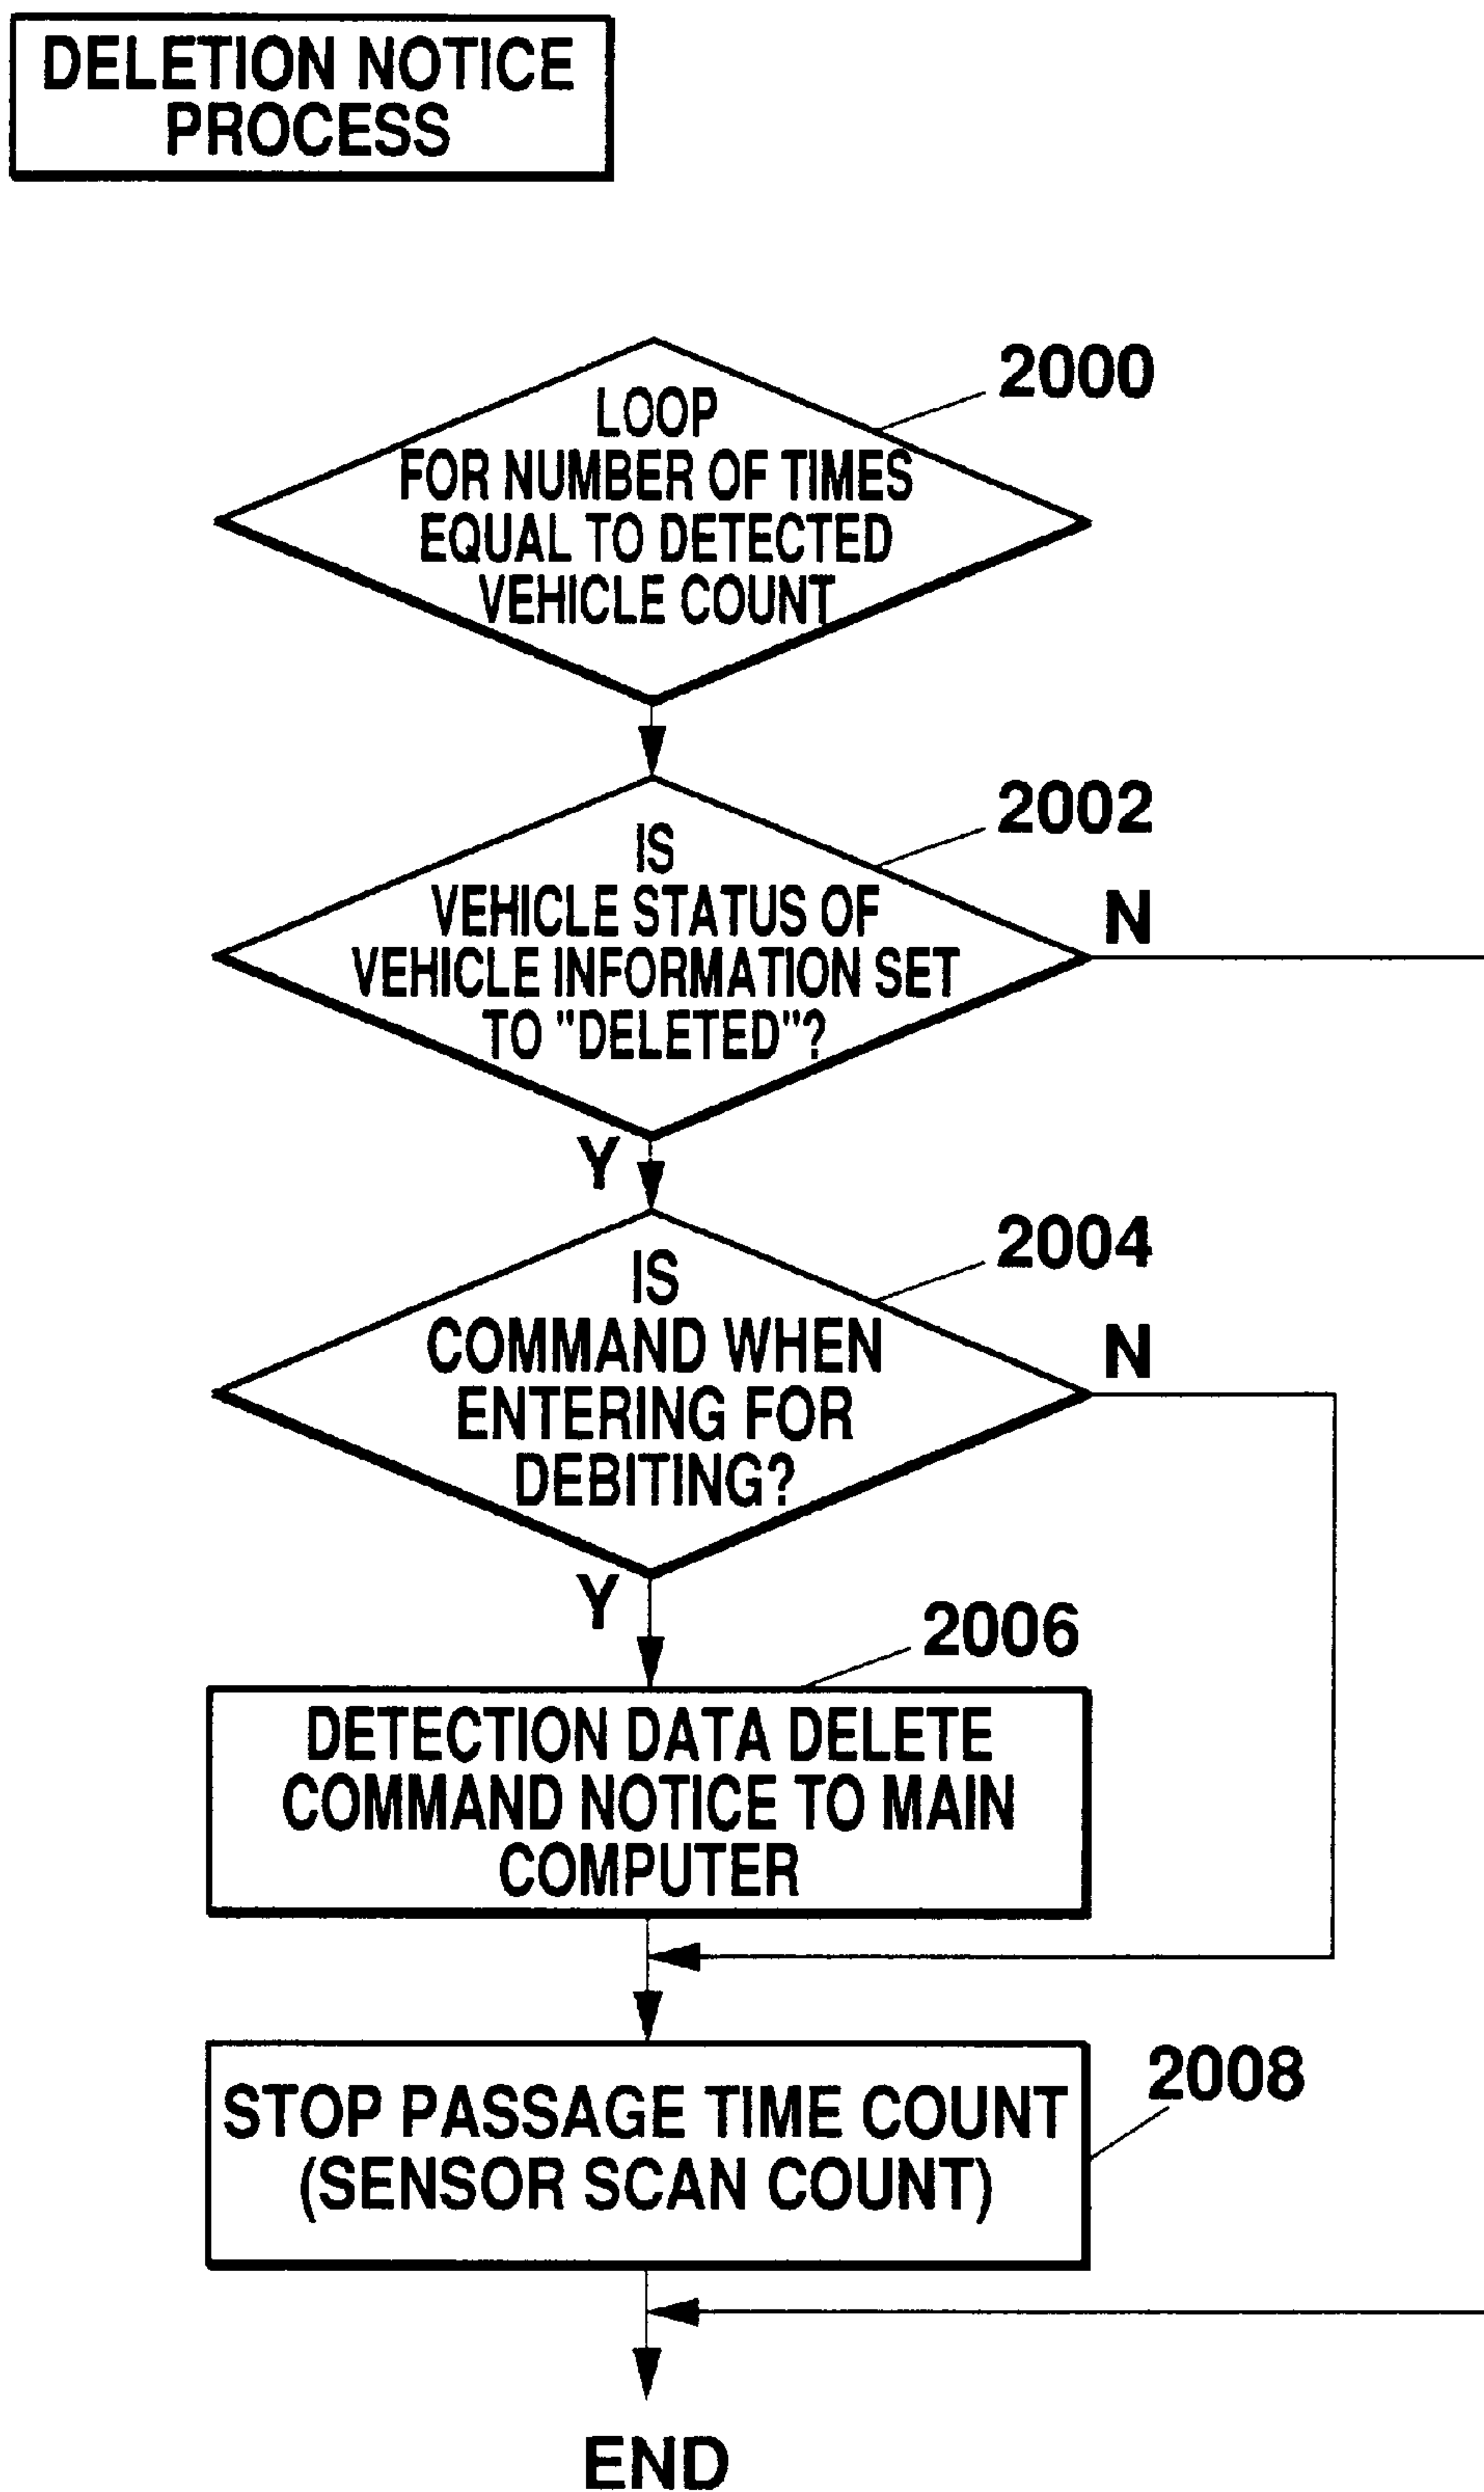 DELETION NOTICE
PROCESS
2000
LOOP
FOR NUMBER OF TIMES
EQUAL TO DETECTED
VEHICLE COUNT
2002
IS
VEHICLE STATUS OF
VEHICLE INFORMATION SET
TO "DELETED"?
N
Y
2004
IS
COMMAND WHEN
ENTERING FOR
DEBITING?
N
Y
2006
DETECTION DATA DELETE
COMMAND NOTICE TO MAIN
COMPUTER
2008
STOP PASSAGE TIME COUNT
(SENSOR SCAN COUNT)
END